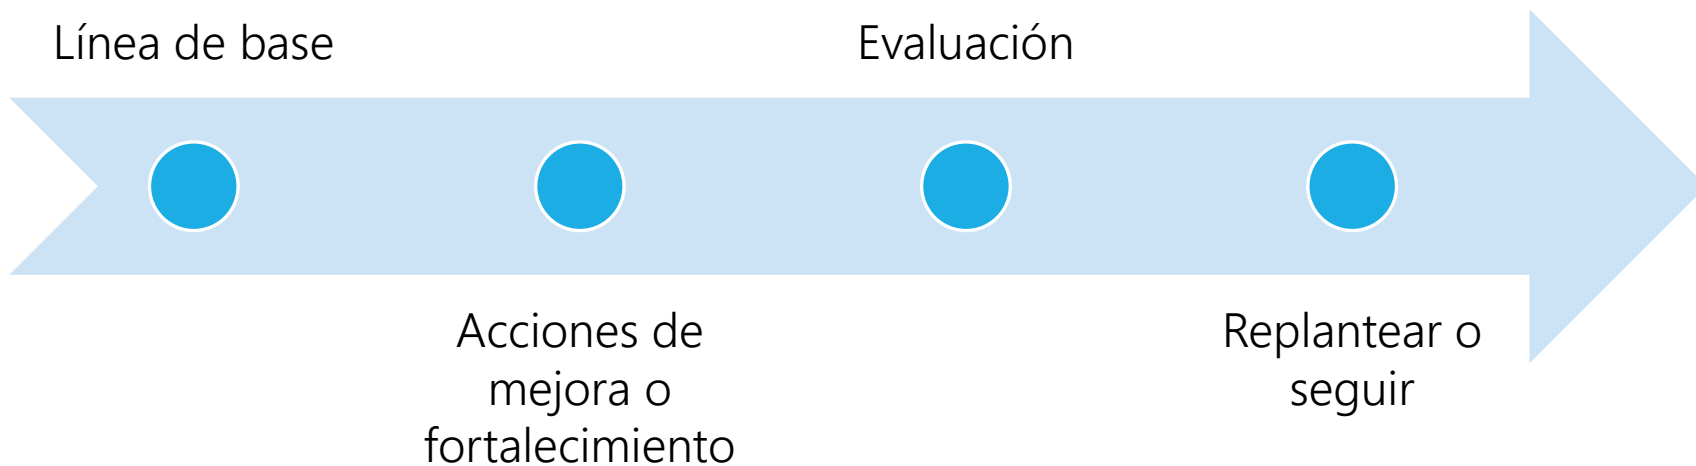 Línea de base
Acciones de
mejora o
fortalecimiento
Evaluación
Replantear o
seguir